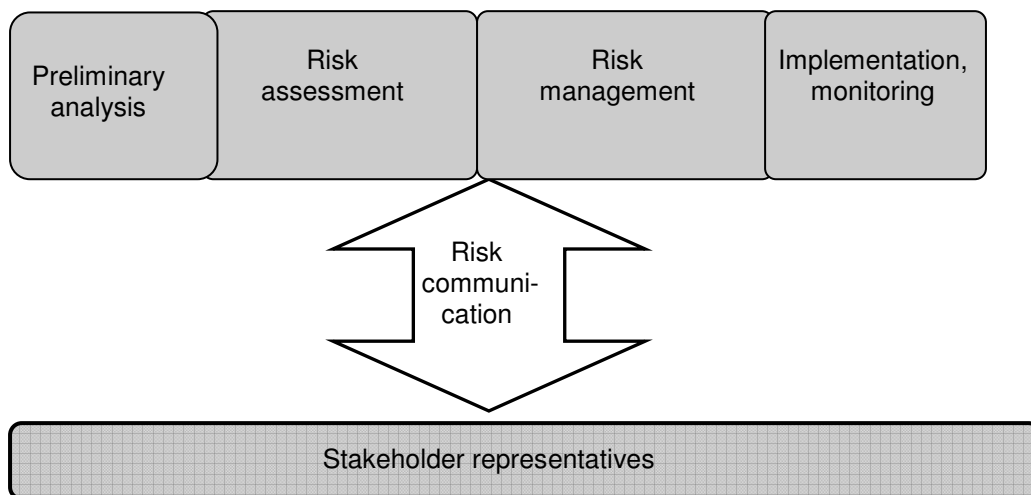 Preliminary
analysis
Risk
assessment
Risk
management
Implementation,
monitoring
Risk
communi-
cation
Stakeholder representatives